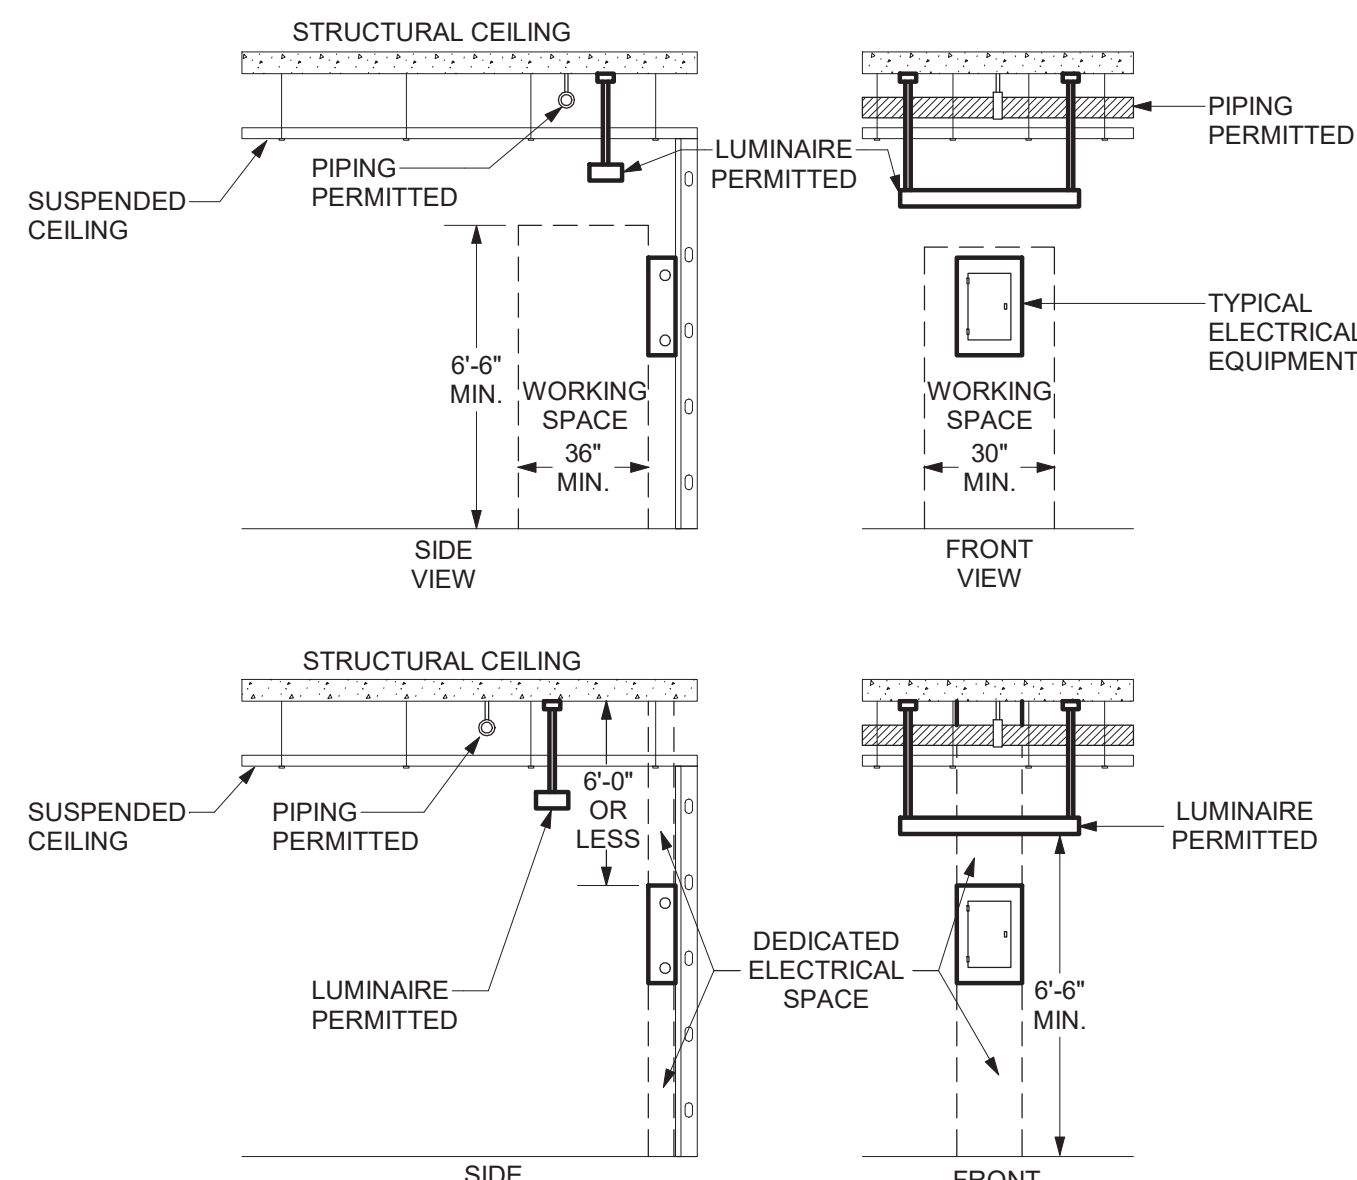 STRUCTURAL CEILING
PIPING
PERMITTED
LUMINAIRE
PERMITTED
PIPING
PERMITTED
SUSPENDED
CEILING
TYPICAL
ELECTRICAL
EQUIPMENT
6'-6"
MIN.
WORKING
SPACE
36"
MIN.
WORKING
SPACE
30"
MIN.
SIDE
VIEW
FRONT
VIEW
STRUCTURAL CEILING
6'-0"
OR
LESS
SUSPENDED
CEILING
PIPING
PERMITTED
LUMINAIRE
PERMITTED
DEDICATED
ELECTRICAL
SPACE
LUMINAIRE
PERMITTED
6'-6"
MIN.
SIDE
FRONT